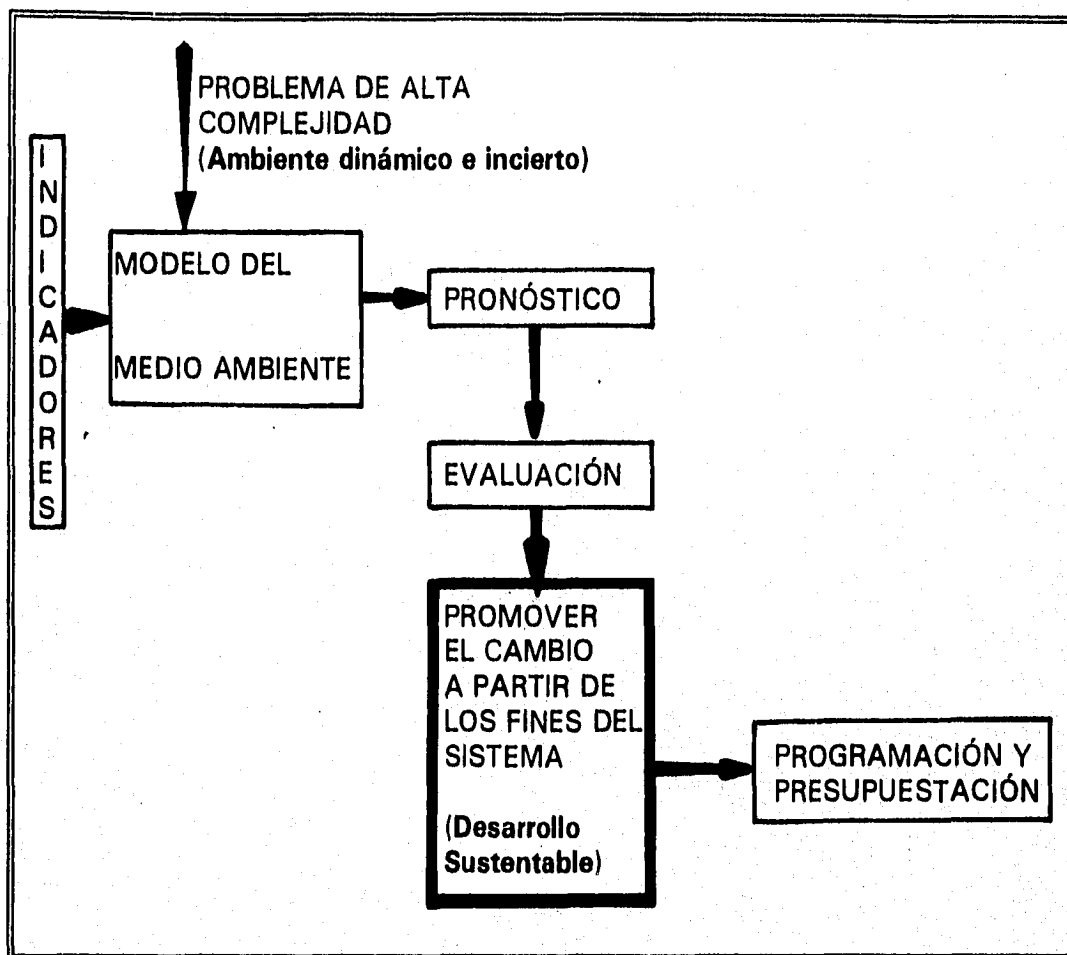 PROBLEMA DE ALTA
COMPLEJIDAD
(Ambiente dinámico e incierto)
INDICADORES
MODELO DEL
MEDIO AMBIENTE
PRONÓSTICO
EVALUACIÓN
PROMOVER
EL CAMBIO
A PARTIR DE
LOS FINES DEL
SISTEMA
(Desarrollo
Sustentable)
PROGRAMACIÓN Y
PRESUPUESTACIÓN